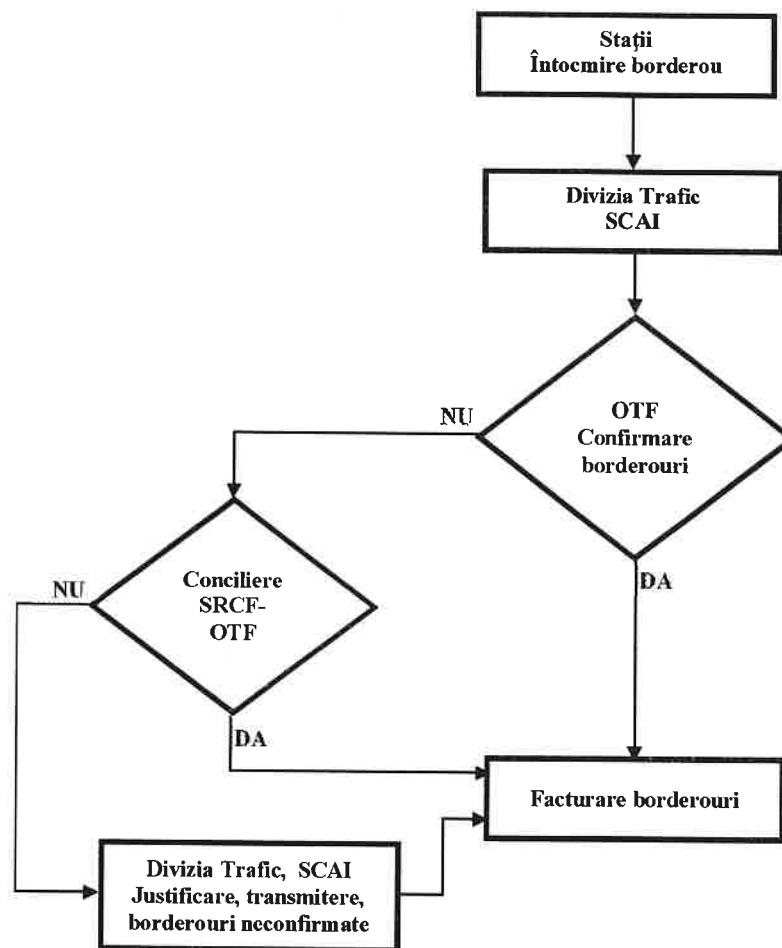 Staţii
Întocmire borderou
Divizia Trafic
SCAI
NU
OTF
Confirmare
borderouri
NU
Conciliere
SRCF-
OTF
DA
DA
Facturare borderouri
Divizia Trafic, SCAI
Justificare, transmitere,
borderouri neconfirmate